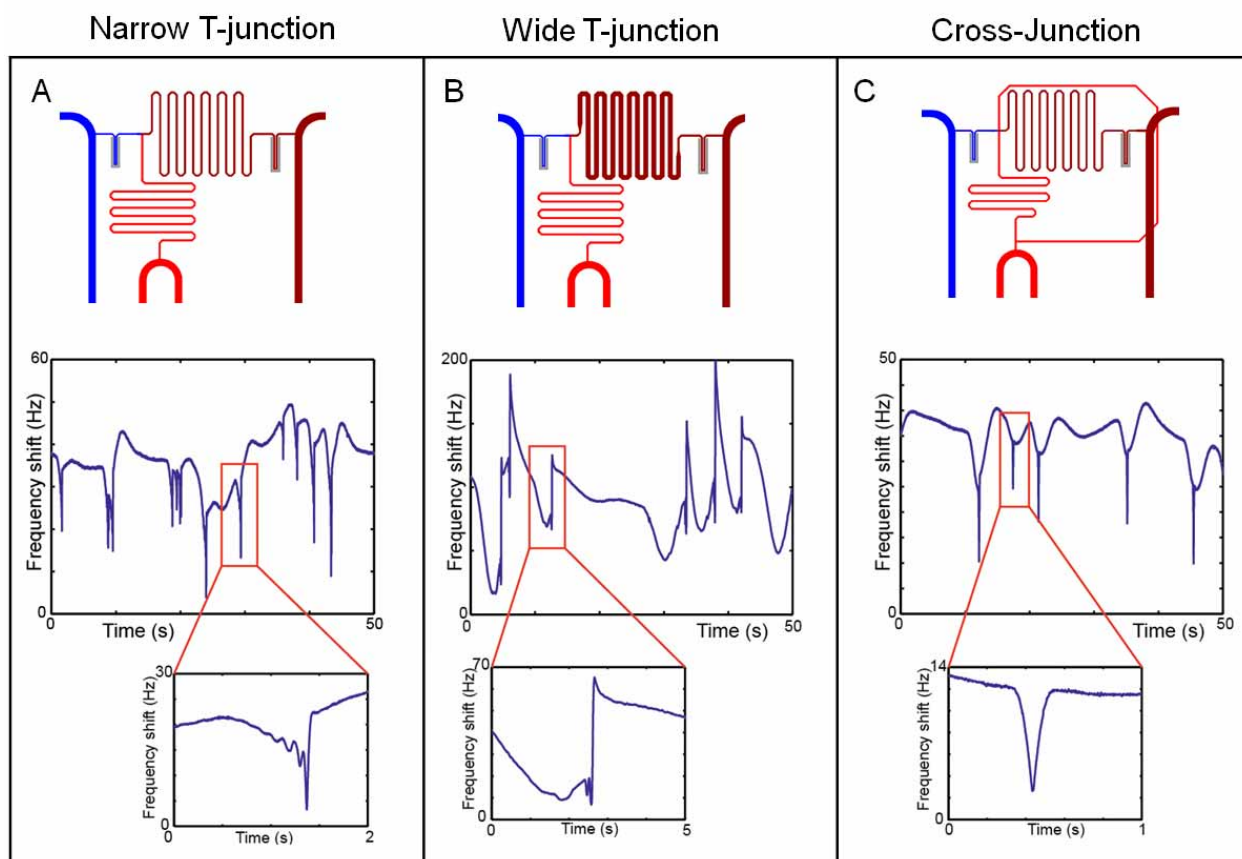 Narrow T-junction
Wide T-junction
Cross-Junction
A
B
C
60
Frequency shift (Hz)
0
0
Time (s)
50
200
Frequency shift (Hz)
0
0
Time (s)
50
50
Frequency shift (Hz)
0
0
Time (s)
50
30
Frequency shift (Hz)
0
0
Time (s)
2
70
Frequency shift (Hz)
0
0
Time (s)
5
14
Frequency shift (Hz)
0
0
Time (s)
1